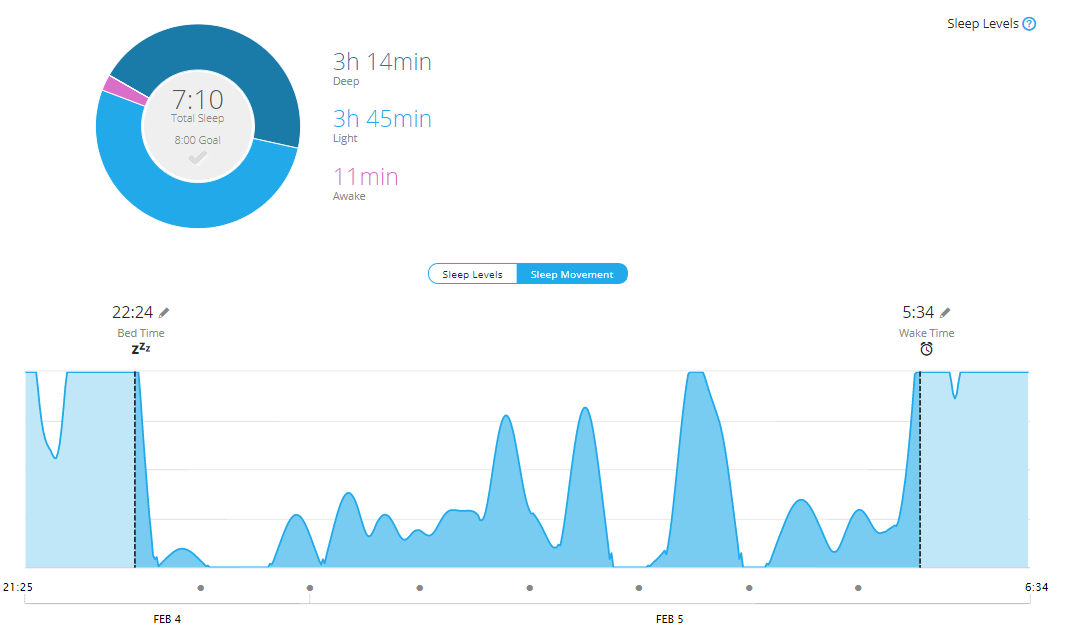 Sleep Levels ?
7:10
Total Sleep
8:00 Goal
3h 14min
Deep
3h 45min
Light
11min
Awake
Sleep Levels
Sleep Movement
22:24
Bed Time
zzz
5:34
Wake Time
21:25
6:34
FEB 4
FEB 5